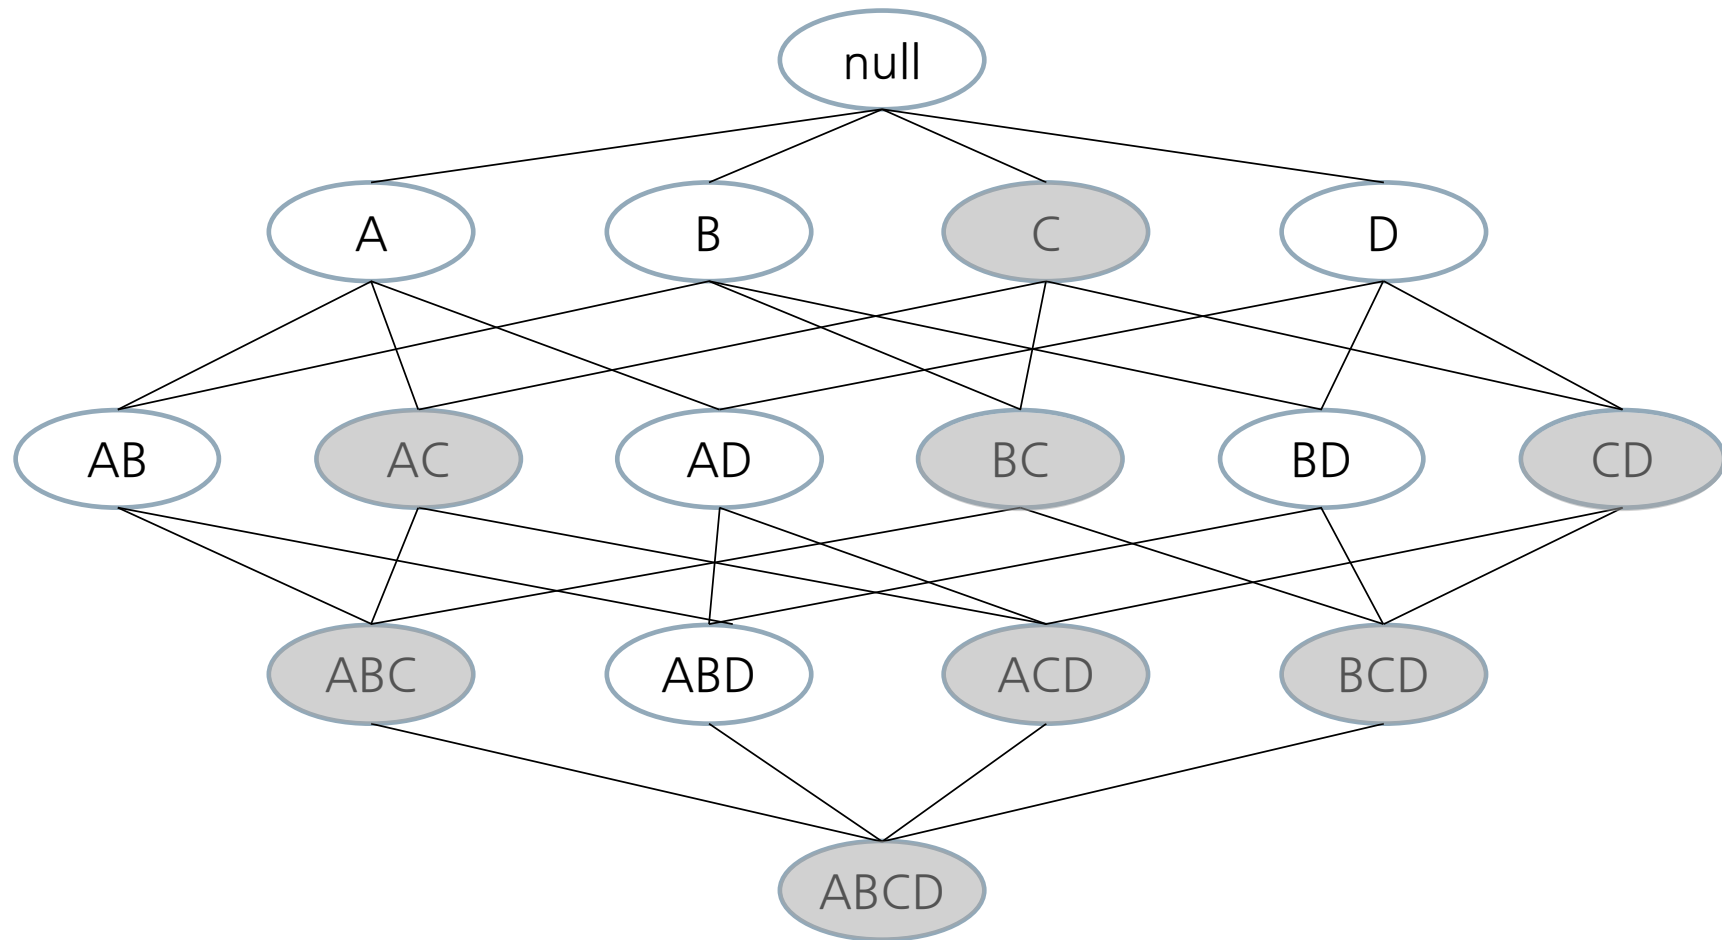 null
A B C D
AB AC AD BC BD CD
ABC ABD ACD BCD
ABCD